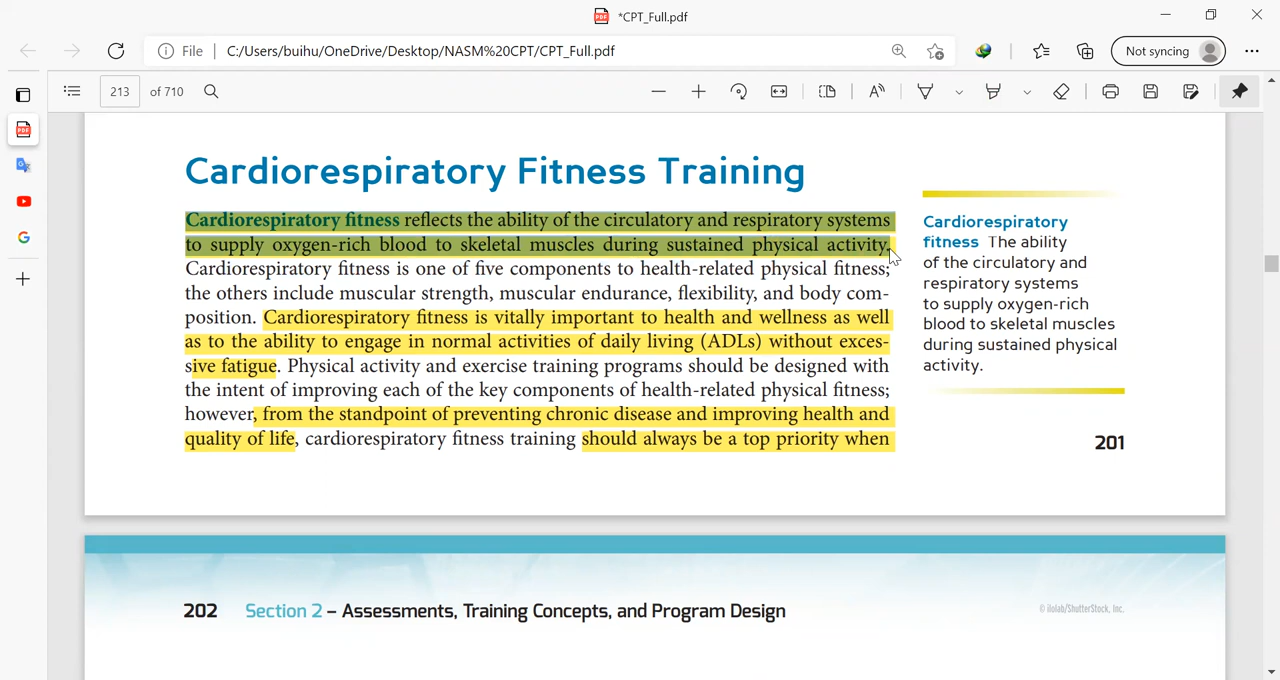 *CPT_Full.pdf
File
C:/Users/buihu/OneDrive/Desktop/NASM%20CPT/CPT_Full.pdf
Not syncing
213 of 710
Cardiorespiratory Fitness Training
Cardiorespiratory fitness reflects the ability of the circulatory and respiratory systems
to supply oxygen-rich blood to skeletal muscles during sustained physical activity.
Cardiorespiratory fitness is one of five components to health-related physical fitness;
the others include muscular strength, muscular endurance, flexibility, and body com-
position. Cardiorespiratory fitness is vitally important to health and wellness as well
as to the ability to engage in normal activities of daily living (ADLs) without exces-
sive fatigue. Physical activity and exercise training programs should be designed with
the intent of improving each of the key components of health-related physical fitness;
however, from the standpoint of preventing chronic disease and improving health and
quality of life, cardiorespiratory fitness training should always be a top priority when
Cardiorespiratory
fitness The ability
of the circulatory and
respiratory systems
to supply oxygen-rich
blood to skeletal muscles
during sustained physical
activity.
201
202 Section 2 – Assessments, Training Concepts, and Program Design
© ilolab/ShutterStock, Inc.